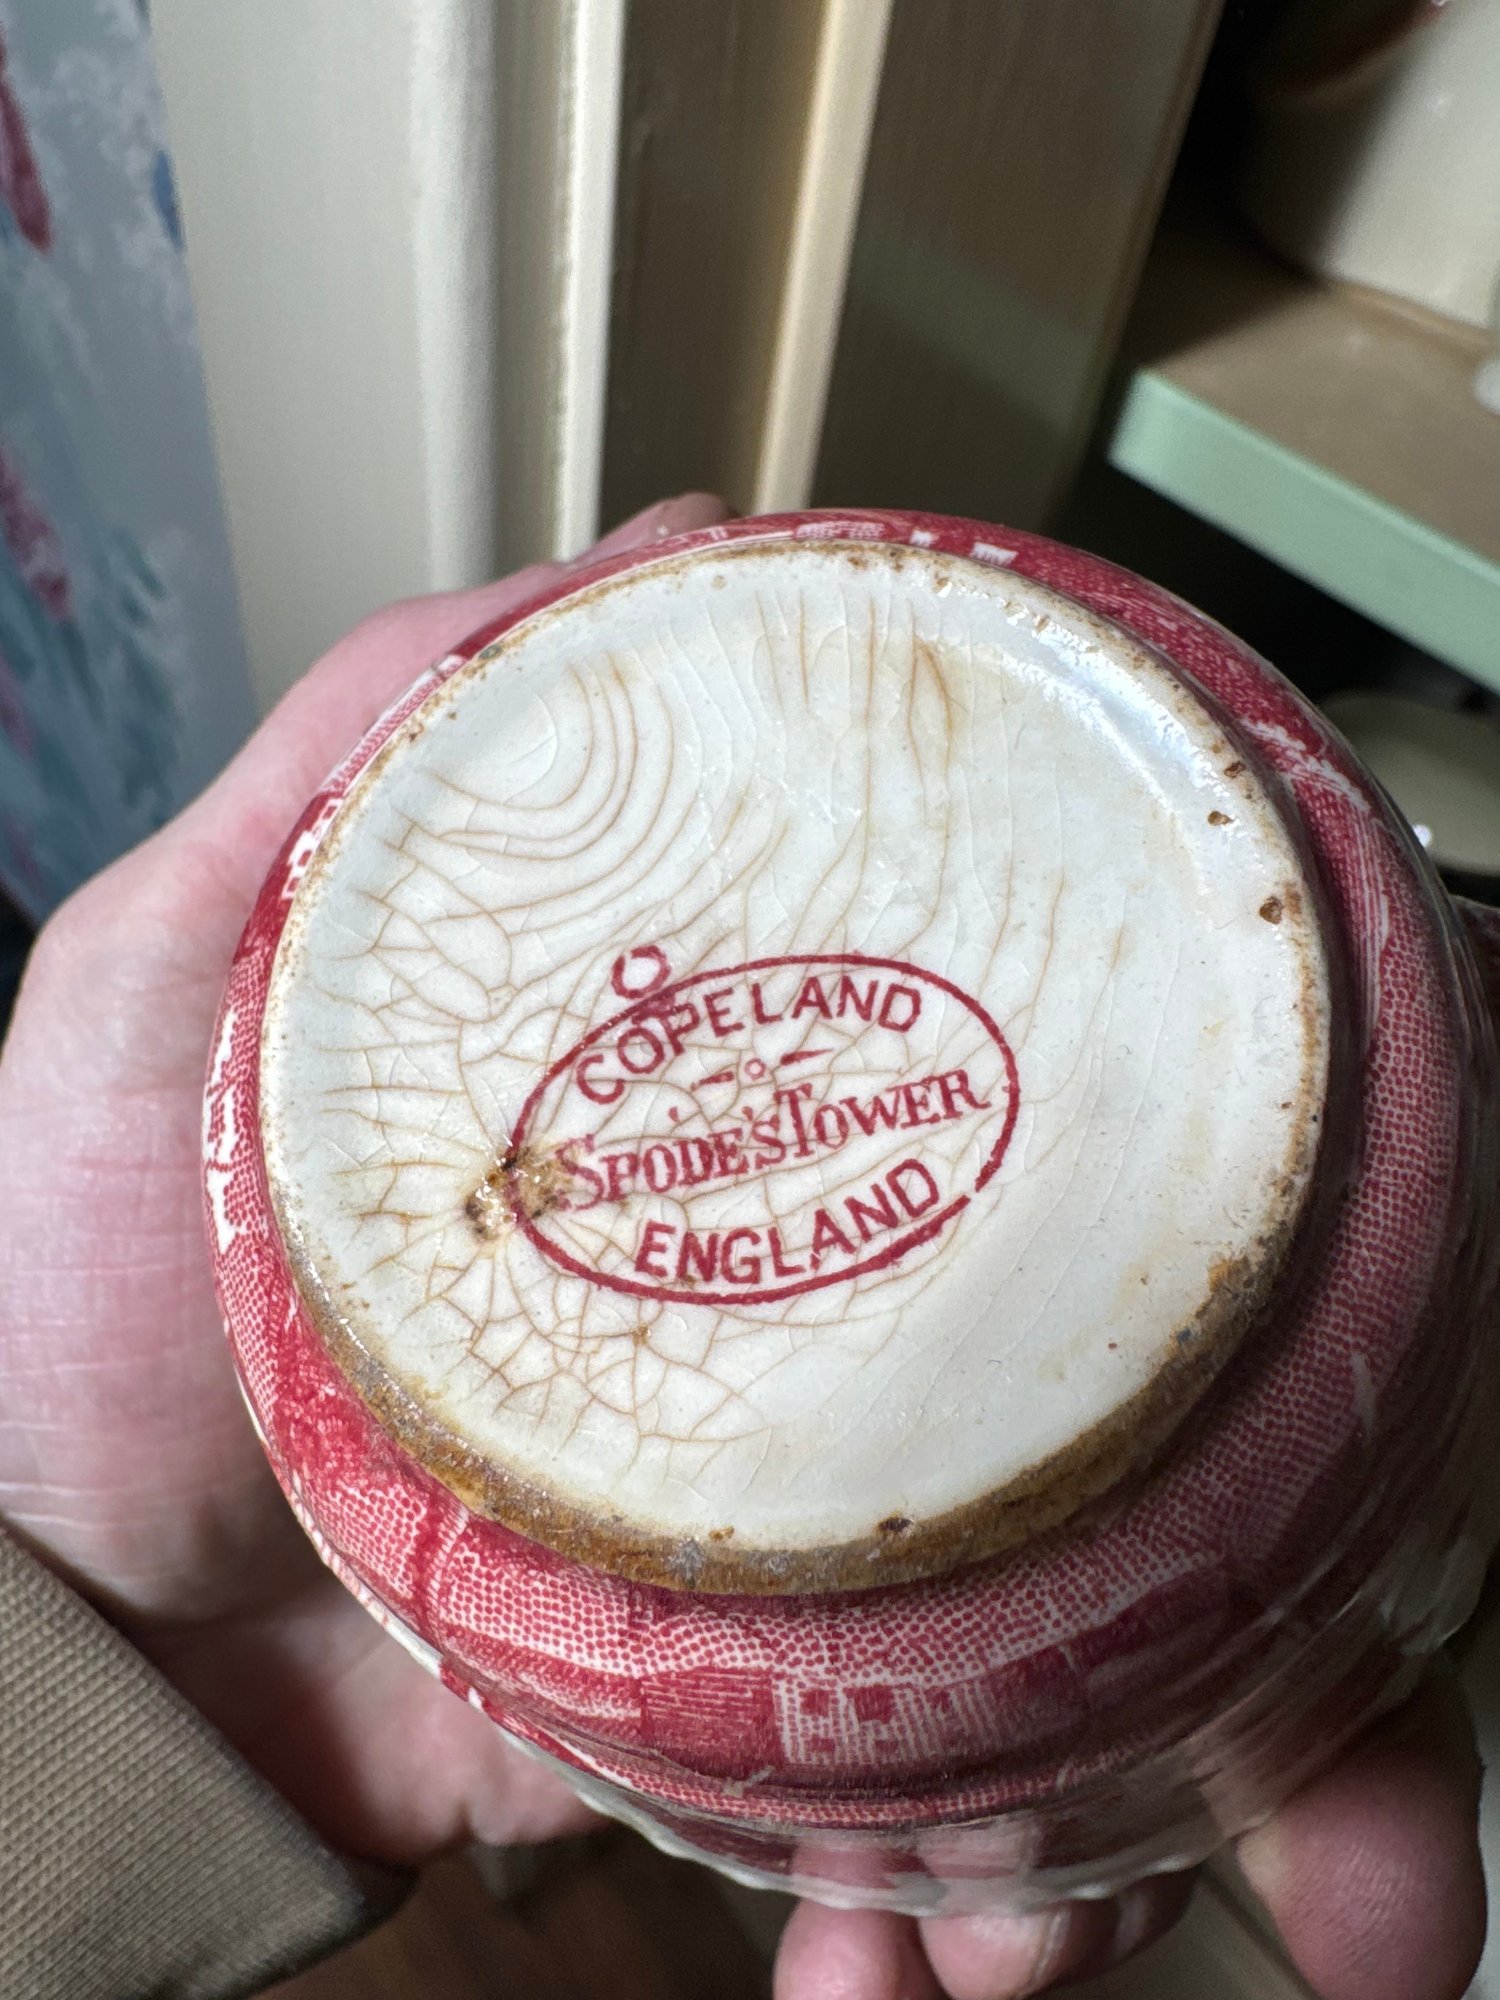 O
COPELAND
SPODE'S TOWER
ENGLAND